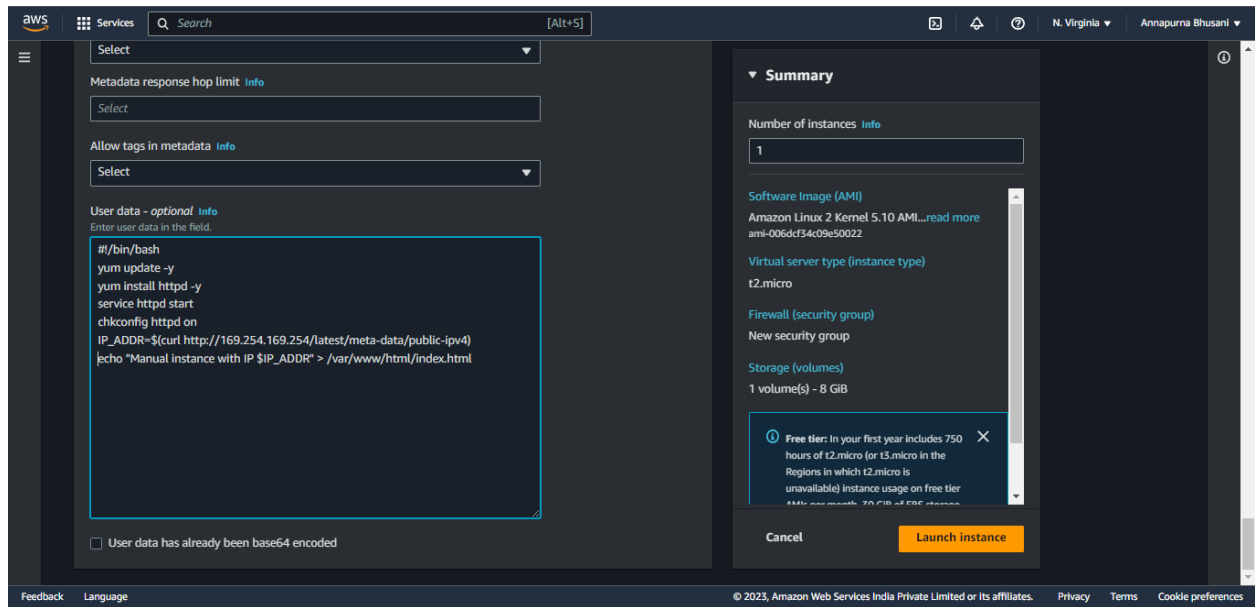 aws
Services
Search
[Alt+S]
N. Virginia
Annapurna Bhusani
Select
Metadata response hop limit Info
Select
Allow tags in metadata Info
Select
User data - optional Info
Enter user data in the field.
#!/bin/bash
yum update -y
yum install httpd -y
service httpd start
chkconfig httpd on
IP_ADDR=$(curl http://169.254.169.254/latest/meta-data/public-ipv4)
echo "Manual instance with IP $IP_ADDR" > /var/www/html/index.html
User data has already been base64 encoded
Summary
Number of instances Info
1
Software Image (AMI)
Amazon Linux 2 Kernel 5.10 AMI...read more
ami-006dcf34c09e50022
Virtual server type (instance type)
t2.micro
Firewall (security group)
New security group
Storage (volumes)
1 volume(s) - 8 GiB
Free tier: In your first year includes 750
hours of t2.micro (or t3.micro in the
Regions in which t2.micro is
unavailable) instance usage on free tier
AMIs per month, 30 GiB of EBS storage
Cancel
Launch instance
Feedback
Language
© 2023, Amazon Web Services India Private Limited or its affiliates.
Privacy
Terms
Cookie preferences